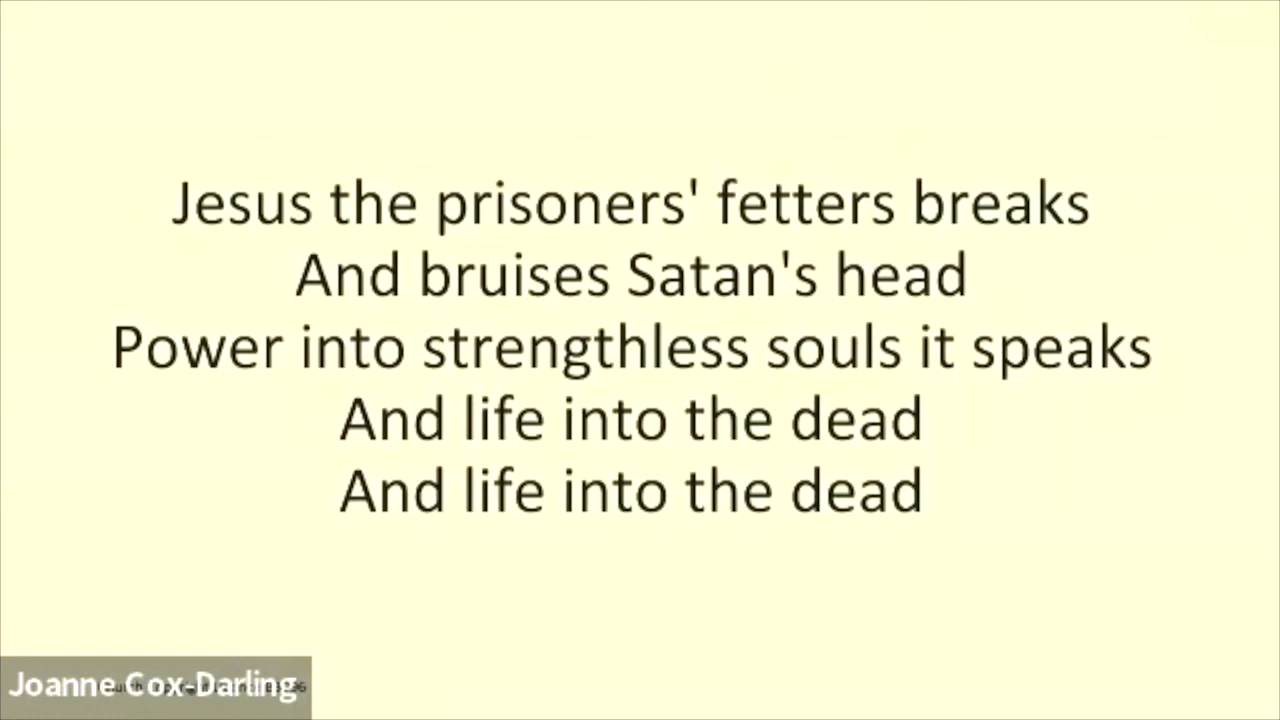 Jesus the prisoners' fetters breaks
And bruises Satan's head
Power into strengthless souls it speaks
And life into the dead
And life into the dead
Joanne Cox-Darling